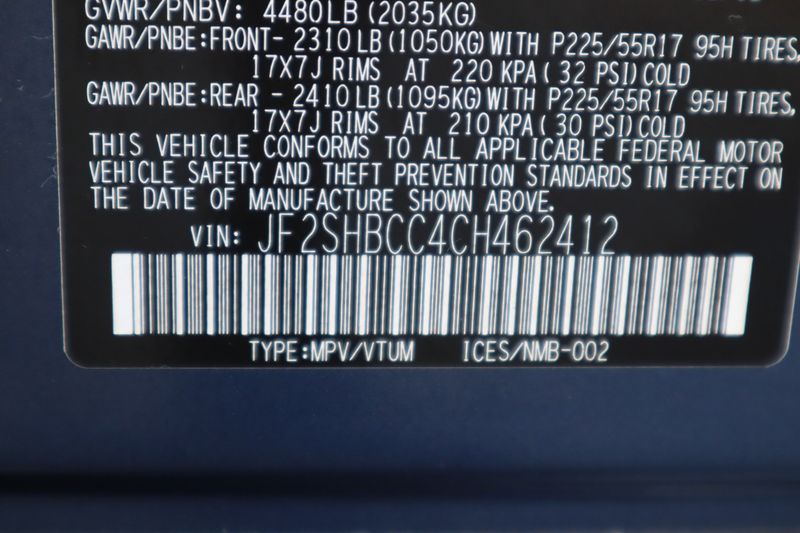 GVWR/PNBV: 4480LB(2035KG)
GAWR/PNBE:FRONT- 2310LB(1050KG)WITH P225/55R17 95H TIRES,
17X7J RIMS AT 220 KPA( 32 PSI)COLD
GAWR/PNBE:REAR - 2410LB(1095KG)WITH P225/55R17 95H TIRES,
17X7J RIMS AT 210 KPA( 30 PSI)COLD
THIS VEHICLE CONFORMS TO ALL APPLICABLE FEDERAL MOTOR
VEHICLE SAFETY AND THEFT PREVENTION STANDARDS IN EFFECT ON
THE DATE OF MANUFACTURE SHOWN ABOVE.
VIN: JF2SHBCC4CH462412
TYPE:MPV/VTUM ICES/NMB-002